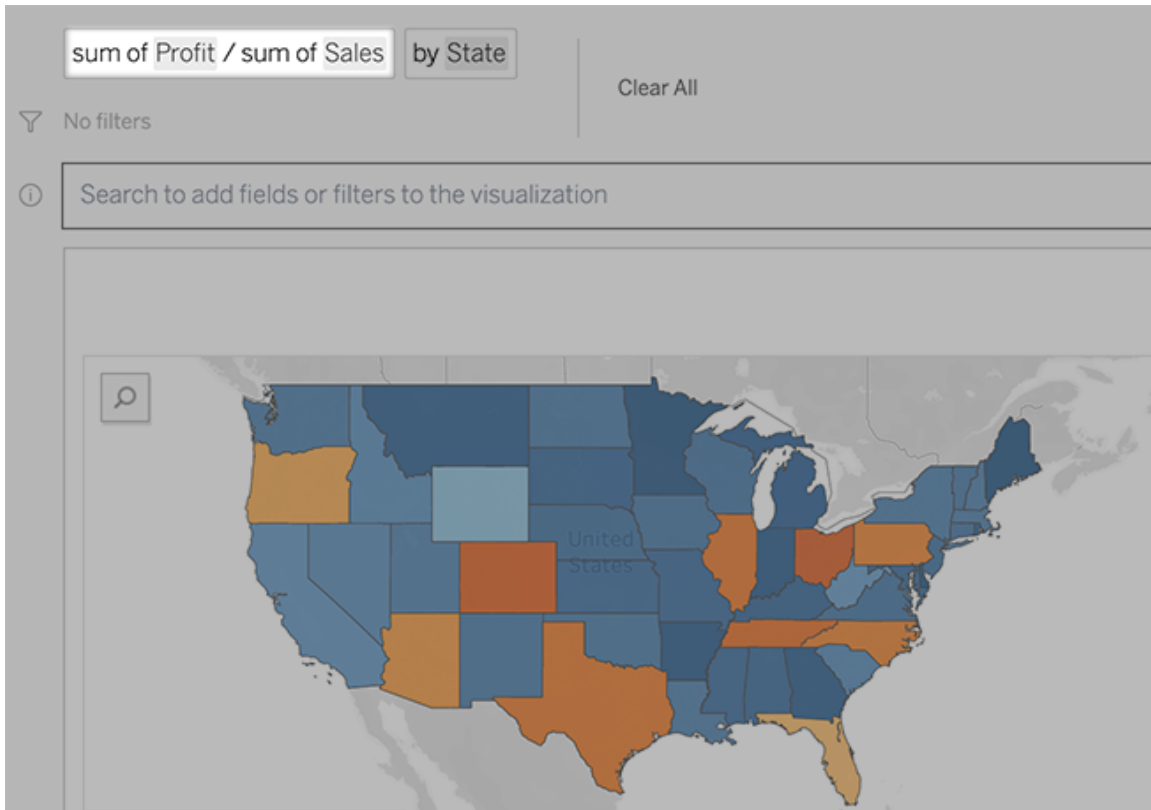 sum of Profit / sum of Sales by State
Clear All
No filters
Search to add fields or filters to the visualization
United
States